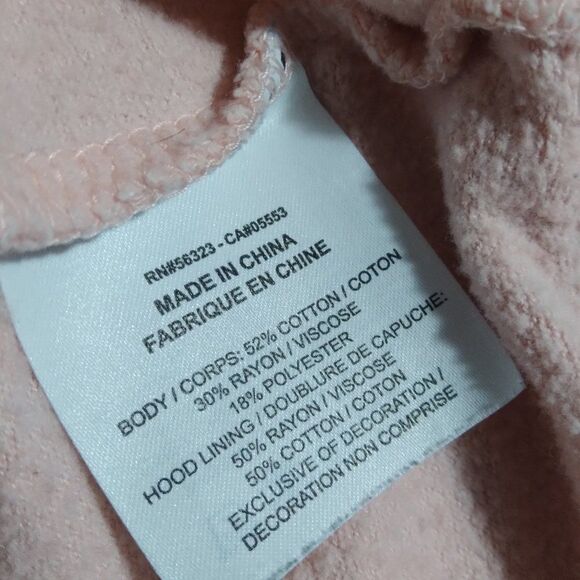 RN#56323 - CA#05553
MADE IN CHINA
FABRIQUE EN CHINE
BODY / CORPS: 52% COTTON / COTON
30% RAYON / VISCOSE
18% POLYESTER
HOOD LINING / DOUBLURE DE CAPUCHE:
50% RAYON / VISCOSE
50% COTTON / COTON
EXCLUSIVE OF DECORATION /
DECORATION NON COMPRISE